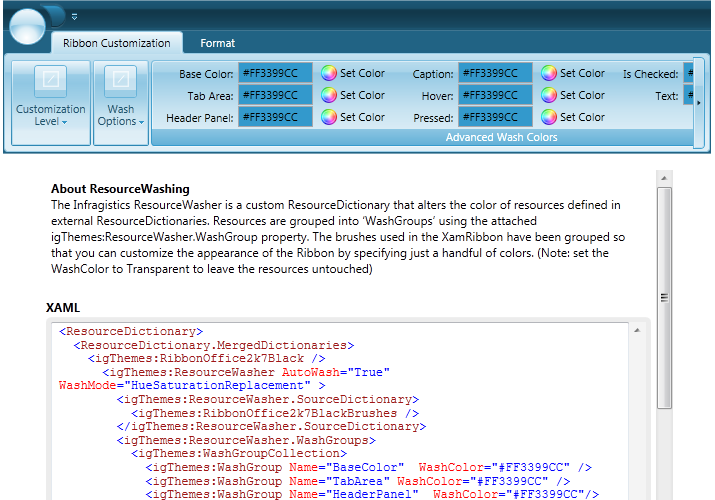 Ribbon Customization Format
Base Color: #FF3399CC Set Color Caption: #FF3399CC Set Color Is Checked: #
Tab Area: #FF3399CC Set Color Hover: #FF3399CC Set Color Text: #
Header Panel: #FF3399CC Set Color Pressed: #FF3399CC Set Color
Customization Level
Wash Options
Advanced Wash Colors
About ResourceWashing
The Infragistics ResourceWasher is a custom ResourceDictionary that alters the color of resources defined in
external ResourceDictionaries. Resources are grouped into ‘WashGroups’ using the attached
igThemes:ResourceWasher.WashGroup property. The brushes used in the XamRibbon have been grouped so
that you can customize the appearance of the Ribbon by specifying just a handful of colors. (Note: set the
WashColor to Transparent to leave the resources untouched)
XAML
<ResourceDictionary>
<ResourceDictionary.MergedDictionaries>
<igThemes:RibbonOffice2k7Black />
<igThemes:ResourceWasher AutoWash="True"
WashMode="HueSaturationReplacement" >
<igThemes:ResourceWasher.SourceDictionary>
<igThemes:RibbonOffice2k7BlackBrushes />
</igThemes:ResourceWasher.SourceDictionary>
<igThemes:ResourceWasher.WashGroups>
<igThemes:WashGroupCollection>
<igThemes:WashGroup Name="BaseColor" WashColor="#FF3399CC" />
<igThemes:WashGroup Name="TabArea" WashColor="#FF3399CC" />
<igThemes:WashGroup Name="HeaderPanel" WashColor="#FF3399CC"/>